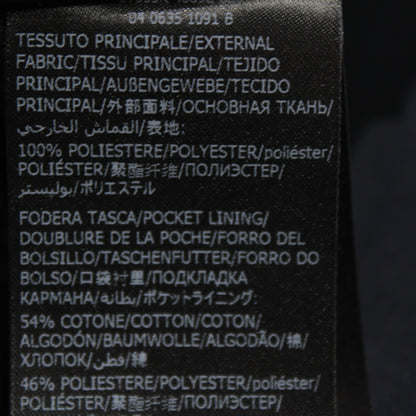 04 0635 1091 B
TESSUTO PRINCIPALE/EXTERNAL
FABRIC/TISSU PRINCIPAL/TEJIDO
PRINCIPAL/AUßENGEWEBE/TECIDO
PRINCIPAL/外部面料/ОСНОВНАЯ ТКАНЬ/
القماش الخارجي/表地:
100% POLIESTERE/POLYESTER/poliéster/
POLIÉSTER/聚酯纤维/ПОЛИЭСТЕР/
بوليستر/ポリエステル
FODERA TASCA/POCKET LINING/
DOUBLURE DE LA POCHE/FORRO DEL
BOLSILLO/TASCHENFUTTER/FORRO DO
BOLSO/口袋衬里/ПОДКЛАДКА
КАРМАНА/بطانة/ポケットライニング:
54% COTONE/COTTON/COTON/
ALGODÓN/BAUMWOLLE/ALGODÃO/棉/
ХЛОПОК/قطن/綿
46% POLIESTERE/POLYESTER/poliéster/
POLIÉSTER/聚酯纤维/ПОЛИЭСТЕР/